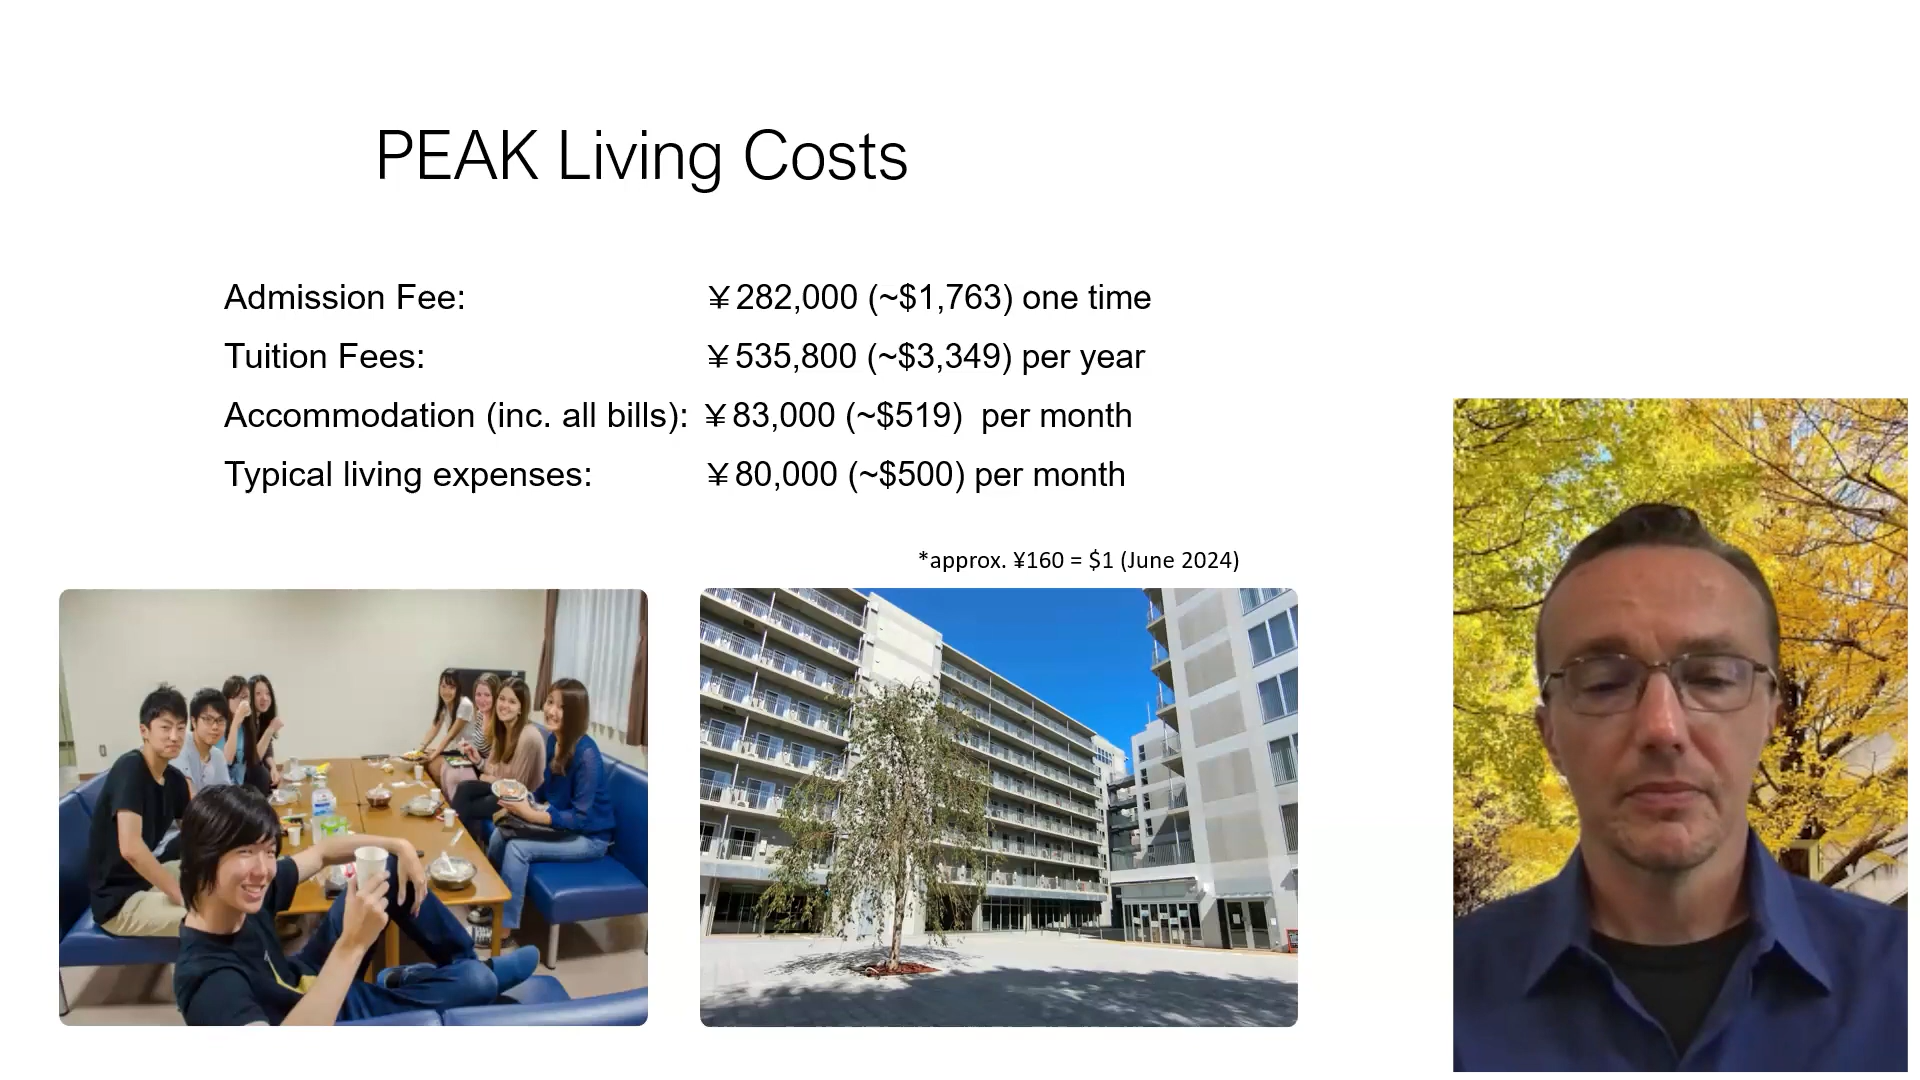 PEAK Living Costs
Admission Fee: ￥282,000 (~$1,763) one time
Tuition Fees: ￥535,800 (~$3,349) per year
Accommodation (inc. all bills): ￥83,000 (~$519) per month
Typical living expenses: ￥80,000 (~$500) per month
*approx. ¥160 = $1 (June 2024)